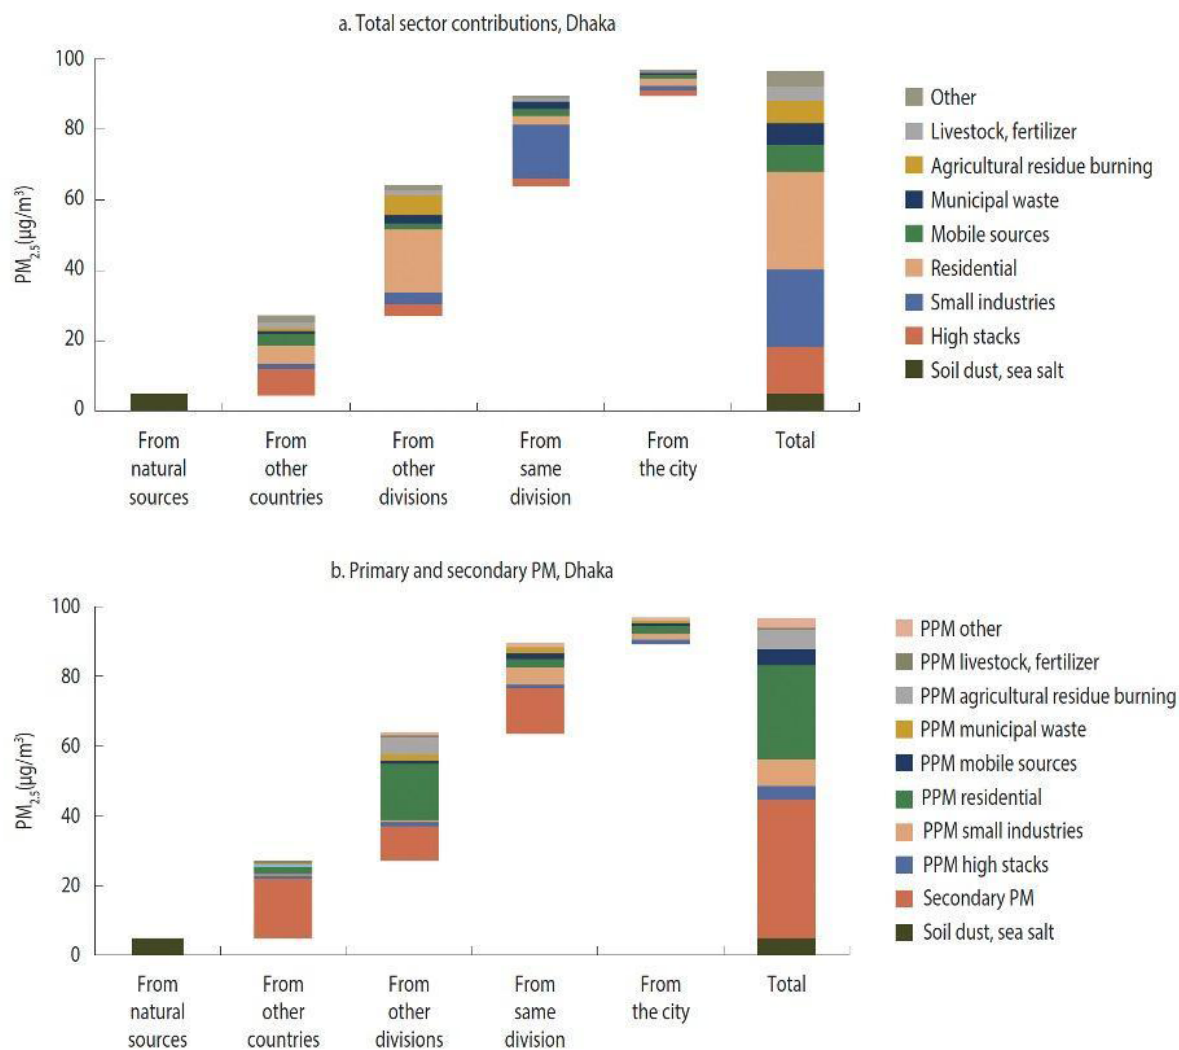 a. Total sector contributions, Dhaka
100
80
60
40
20
0
PM2.5(μg/m³)
From natural sources
From other countries
From other divisions
From same division
From the city
Total
Other
Livestock, fertilizer
Agricultural residue burning
Municipal waste
Mobile sources
Residential
Small industries
High stacks
Soil dust, sea salt
b. Primary and secondary PM, Dhaka
100
80
60
40
20
0
PM2.5(μg/m³)
From natural sources
From other countries
From other divisions
From same division
From the city
Total
PPM other
PPM livestock, fertilizer
PPM agricultural residue burning
PPM municipal waste
PPM mobile sources
PPM residential
PPM small industries
PPM high stacks
Secondary PM
Soil dust, sea salt